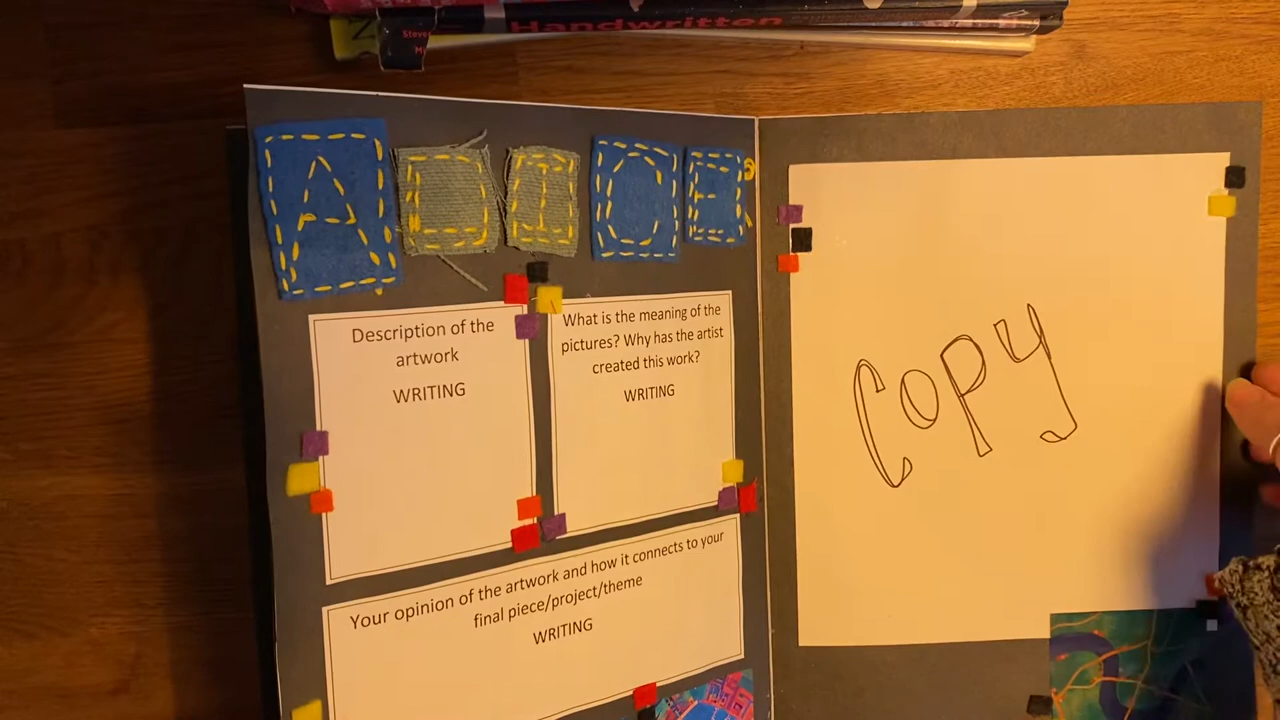 Handwritten
ALICE
Description of the
artwork
WRITING
What is the meaning of the
pictures? Why has the artist
created this work?
WRITING
Your opinion of the artwork and how it connects to your
final piece/project/theme
WRITING
Copy